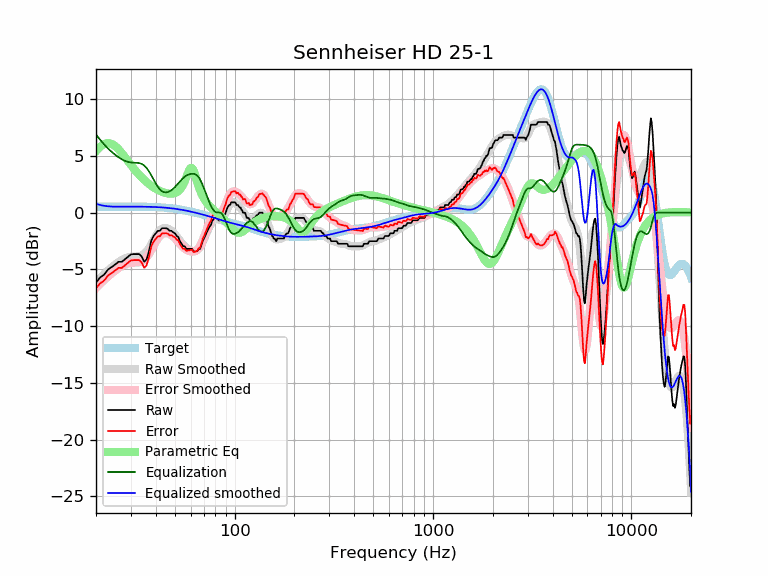 Sennheiser HD 25-1
Amplitude (dBr)
10
5
0
−5
−10
−15
−20
−25
Target
Raw Smoothed
Error Smoothed
Raw
Error
Parametric Eq
Equalization
Equalized smoothed
100
1000
10000
Frequency (Hz)